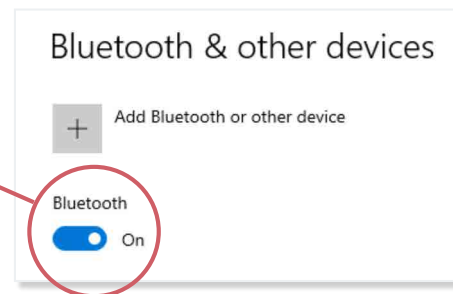 Bluetooth & other devices
Add Bluetooth or other device
Bluetooth
On